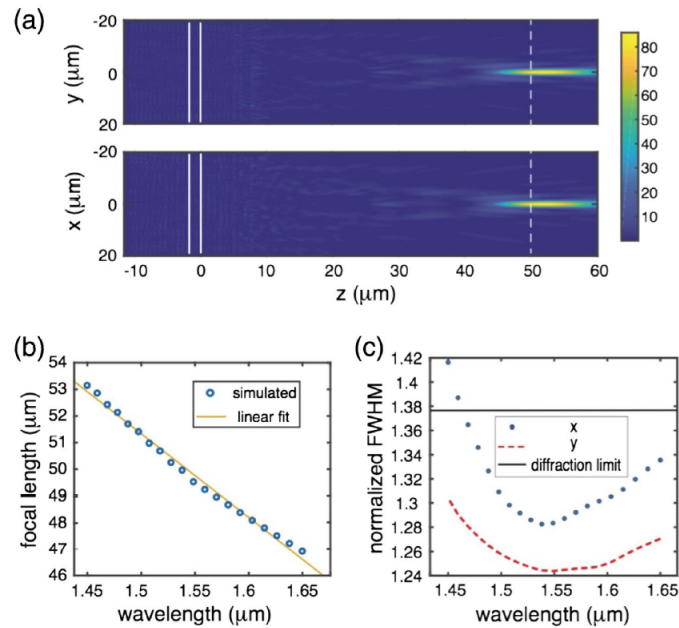 (a)
-20
0
20
y (μm)
-20
0
20
x (μm)
-10 0 10 20 30 40 50 60
z (μm)
80
70
60
50
40
30
20
10
(b)
54
53
52
51
50
49
48
47
46
focal length (μm)
simulated
linear fit
1.45 1.5 1.55 1.6 1.65
wavelength (μm)
(c)
1.42
1.4
1.38
1.36
1.34
1.32
1.3
1.28
1.26
1.24
normalized FWHM
x
y
diffraction limit
1.45 1.5 1.55 1.6 1.65
wavelength (μm)